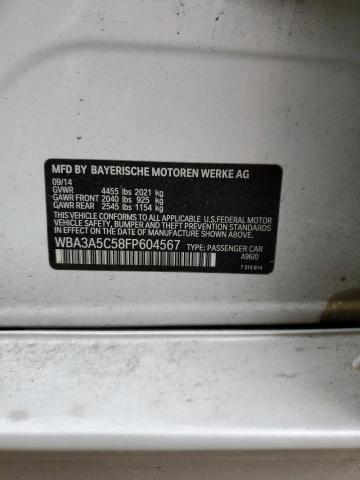 MFD BY BAYERISCHE MOTOREN WERKE AG
09/14
GVWR 4455 lbs 2021 kg
GAWR FRONT 2040 lbs 925 kg
GAWR REAR 2545 lbs 1154 kg
THIS VEHICLE CONFORMS TO ALL APPLICABLE U.S. FEDERAL MOTOR
VEHICLE SAFETY, BUMPER AND THEFT PREVENTION
STANDARDS IN EFFECT ON THE DATE OF MANUFACTURE SHOWN ABOVE.
WBA3A5C58FP604567 TYPE: PASSENGER CAR
A96/0
7 315 614